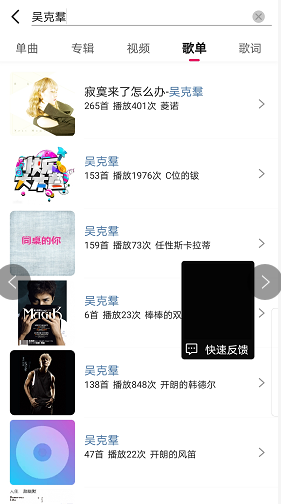 吴克羣
单曲 专辑 视频 歌单 歌词
寂寞来了怎么办-吴克羣
265首 播放401次 菱诺
吴克羣
153首 播放1976次 C位的铍
快乐
大本营
吴克羣
159首 播放73次 任性斯卡拉蒂
同桌的你
吴克羣
6首 播放23次 棒棒的双
快速反馈
吴克羣
138首 播放848次 开朗的韩德尔
吴克羣
47首 播放22次 开朗的风笛